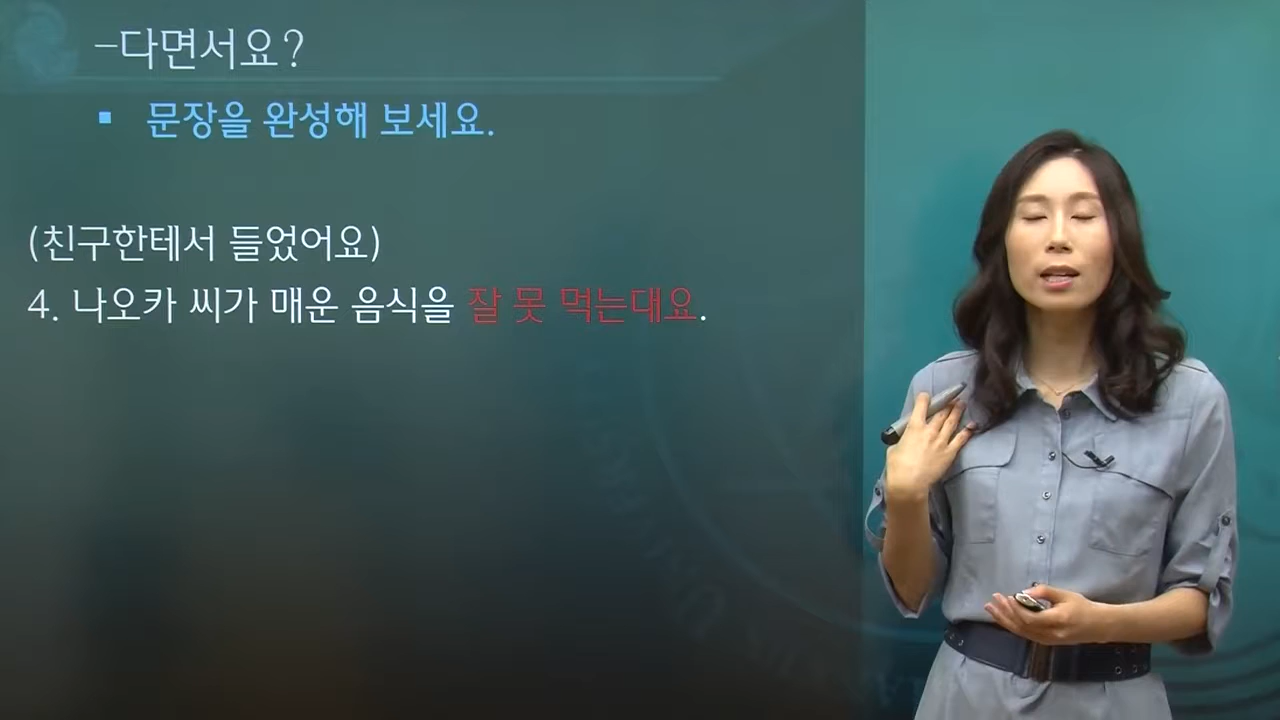 -다면서요?
▪ 문장을 완성해 보세요.
(친구한테서 들었어요)
4. 나오카 씨가 매운 음식을 잘 못 먹는대요.